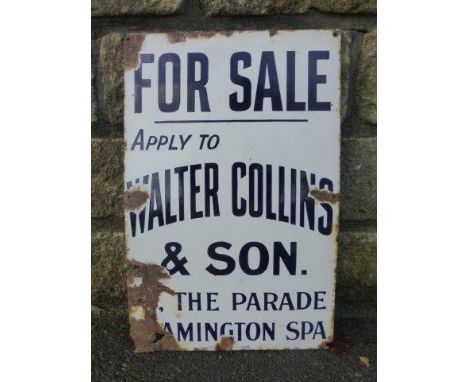 FOR SALE
APPLY TO
WALTER COLLINS
& SON.
, THE PARADE
AMINGTON SPA